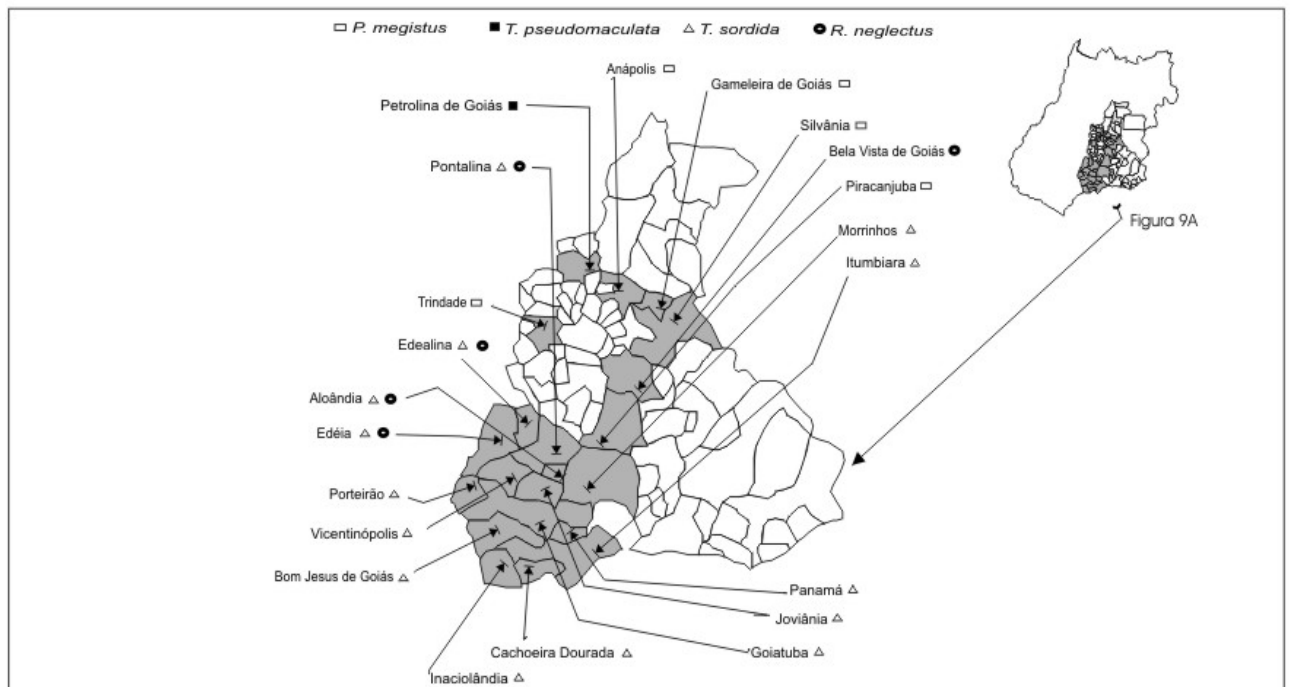 P. megistus T. pseudomaculata T. sordida R. neglectus
Anápolis
Gameleira de Goiás
Petrolina de Goiás
Silvânia
Bela Vista de Goiás
Pontalina
Piracanjuba
Figura 9A
Morrinhos
Itumbiara
Trindade
Edealina
Aloândia
Edéia
Porteirão
Vicentinópolis
Bom Jesus de Goiás
Panamá
Joviânia
Cachoeira Dourada
Goiatuba
Inaciolândia